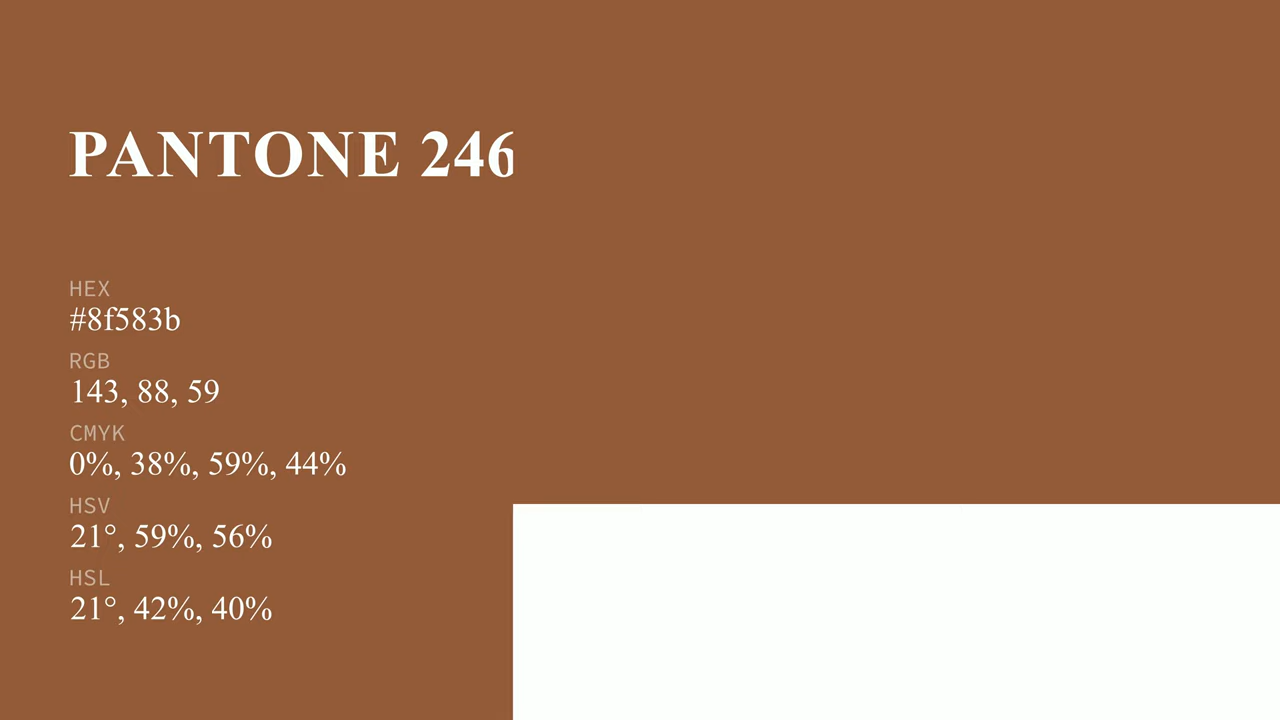 PANTONE 246
HEX
#8f583b
RGB
143, 88, 59
CMYK
0%, 38%, 59%, 44%
HSV
21°, 59%, 56%
HSL
21°, 42%, 40%